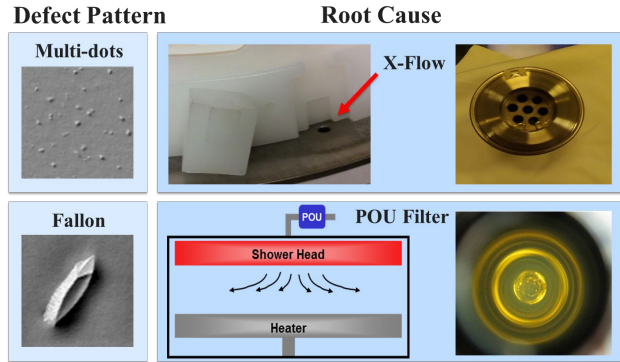 Defect Pattern
Root Cause
Multi-dots
X-Flow
Fallon
POU
POU Filter
Shower Head
Heater